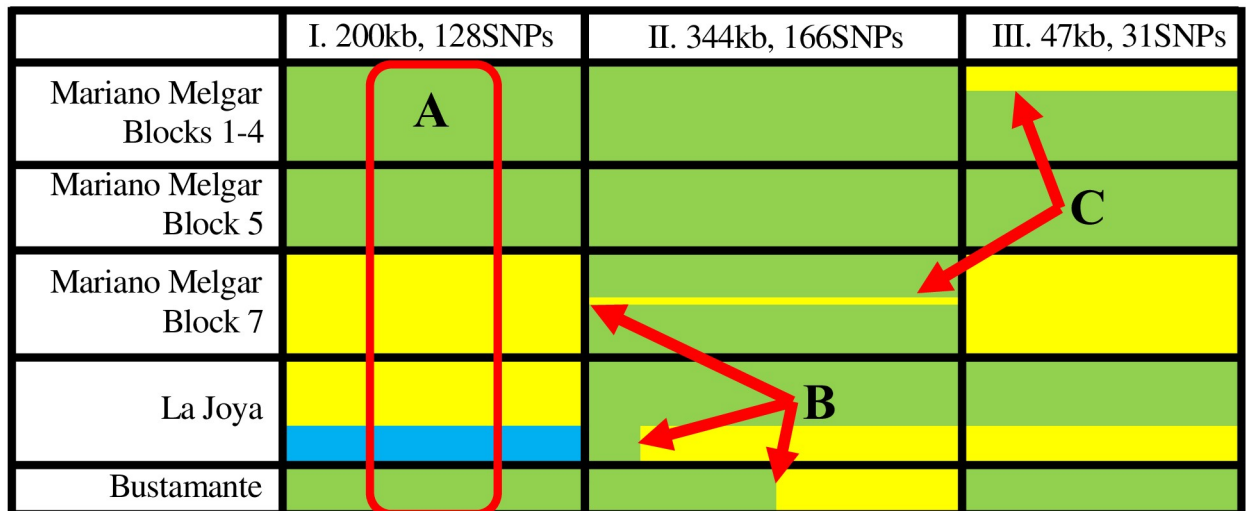 I. 200kb, 128SNPs
II. 344kb, 166SNPs
III. 47kb, 31SNPs
Mariano Melgar
Blocks 1-4
A
Mariano Melgar
Block 5
C
Mariano Melgar
Block 7
La Joya
B
Bustamante